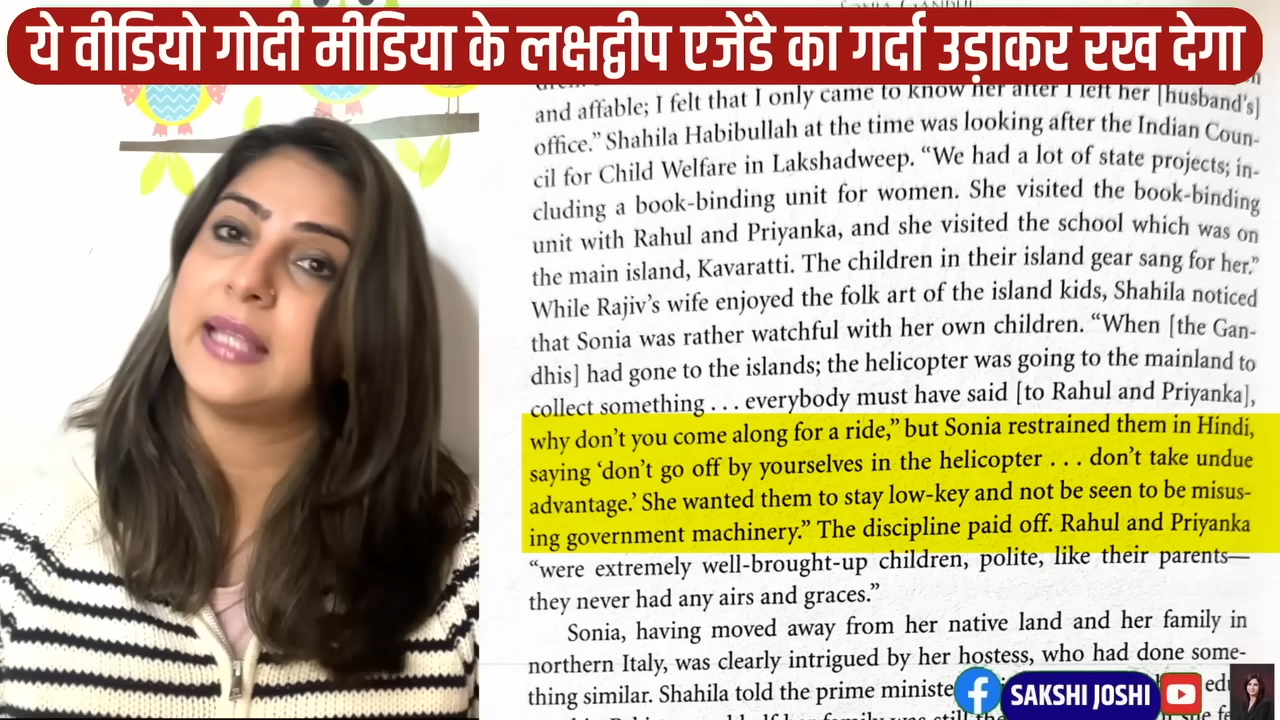 ये वीडियो गोदी मीडिया के लक्षद्वीप एजेंडे का गर्दा उड़ाकर रख देगा
SONIA GANDHI
and affable; I felt that I only came to know her after I left her [husband's]
office.” Shahila Habibullah at the time was looking after the Indian Coun-
cil for Child Welfare in Lakshadweep. “We had a lot of state projects; in-
cluding a book-binding unit for women. She visited the book-binding
unit with Rahul and Priyanka, and she visited the school which was on
the main island, Kavaratti. The children in their island gear sang for her.”
While Rajiv’s wife enjoyed the folk art of the island kids, Shahila noticed
that Sonia was rather watchful with her own children. “When [the Gan-
dhis] had gone to the islands; the helicopter was going to the mainland to
collect something . . . everybody must have said [to Rahul and Priyanka],
why don’t you come along for a ride,” but Sonia restrained them in Hindi,
saying ‘don’t go off by yourselves in the helicopter . . . don’t take undue
advantage.’ She wanted them to stay low-key and not be seen to be misus-
ing government machinery.” The discipline paid off. Rahul and Priyanka
“were extremely well-brought-up children, polite, like their parents—
they never had any airs and graces.”
Sonia, having moved away from her native land and her family in
northern Italy, was clearly intrigued by her hostess, who had done some-
thing similar. Shahila told the prime
SAKSHI JOSHI